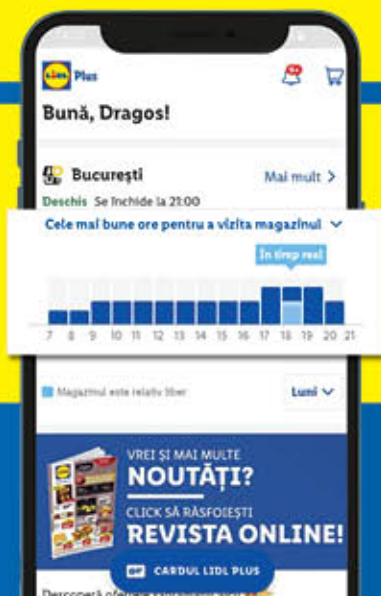 LIDL Plus
9+
Bună, Dragos!
București
Mai mult >
Deschis Se închide la 21:00
Cele mai bune ore pentru a vizita magazinul
În timp real
7 8 9 10 11 12 13 14 15 16 17 18 19 20 21
Magazinul este relativ liber
Luni
VREI ȘI MAI MULTE
NOUTĂȚI?
CLICK SĂ RĂSFOIEȘTI
REVISTA ONLINE!
CARDUL LIDL PLUS
Descoperă